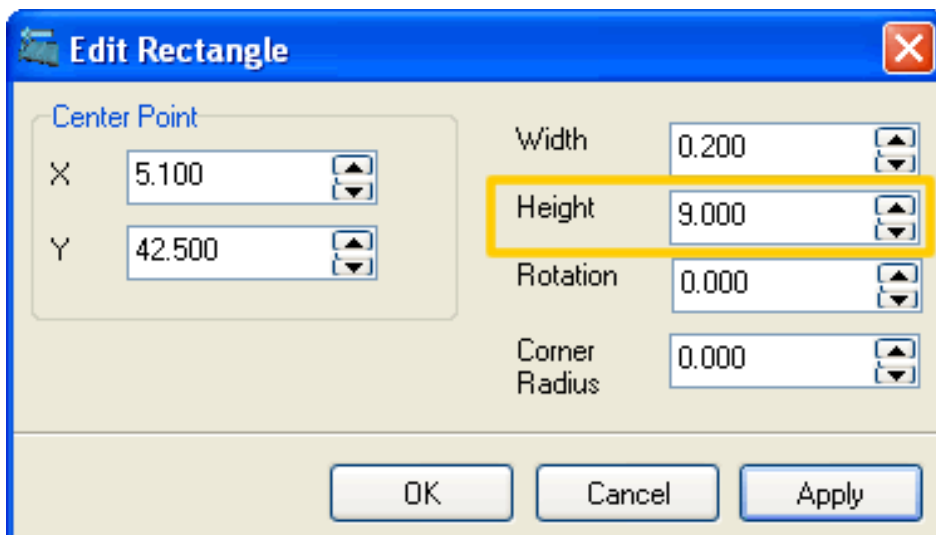 Edit Rectangle
Center Point
X 5.100
Y 42.500
Width 0.200
Height 9.000
Rotation 0.000
Corner
Radius
0.000
OK Cancel Apply